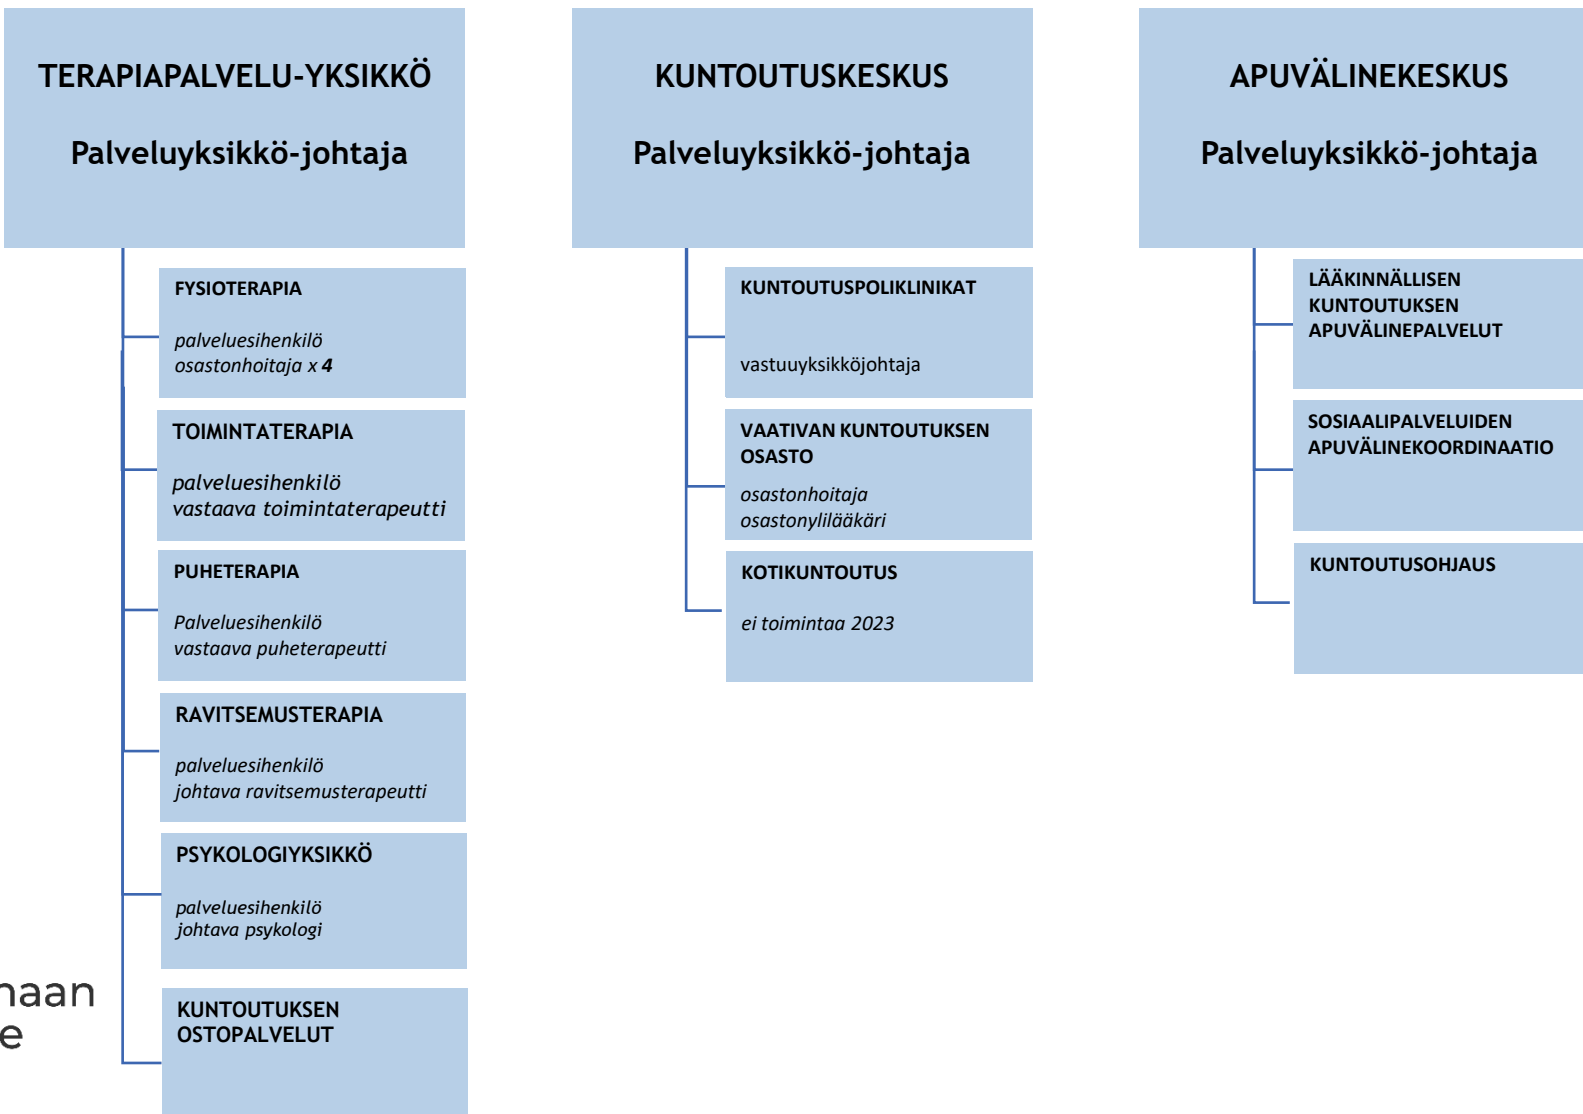 TERAPIAPALVELU-YKSIKKÖ
Palveluyksikkö-johtaja
FYSIOTERAPIA
palveluesihenkilö
osastonhoitaja x 4
TOIMINTATERAPIA
palveluesihenkilö
vastaava toimintaterapeutti
PUHETERAPIA
Palveluesihenkilö
vastaava puheterapeutti
RAVITSEMUSTERAPIA
palveluesihenkilö
johtava ravitsemusterapeutti
PSYKOLOGIYKSIKKÖ
palveluesihenkilö
johtava psykologi
KUNTOUTUKSEN
OSTOPALVELUT
KUNTOUTUSKESKUS
Palveluyksikkö-johtaja
KUNTOUTUSPOLIKLINIKAT
vastuuyksikköjohtaja
VAATIVAN KUNTOUTUKSEN
OSASTO
osastonhoitaja
osastonylilääkäri
KOTIKUNTOUTUS
ei toimintaa 2023
APUVÄLINEKESKUS
Palveluyksikkö-johtaja
LÄÄKINNÄLLISEN
KUNTOUTUKSEN
APUVÄLINEPALVELUT
SOSIAALIPALVELUIDEN
APUVÄLINEKOORDINAATIO
KUNTOUTUSOHJAUS